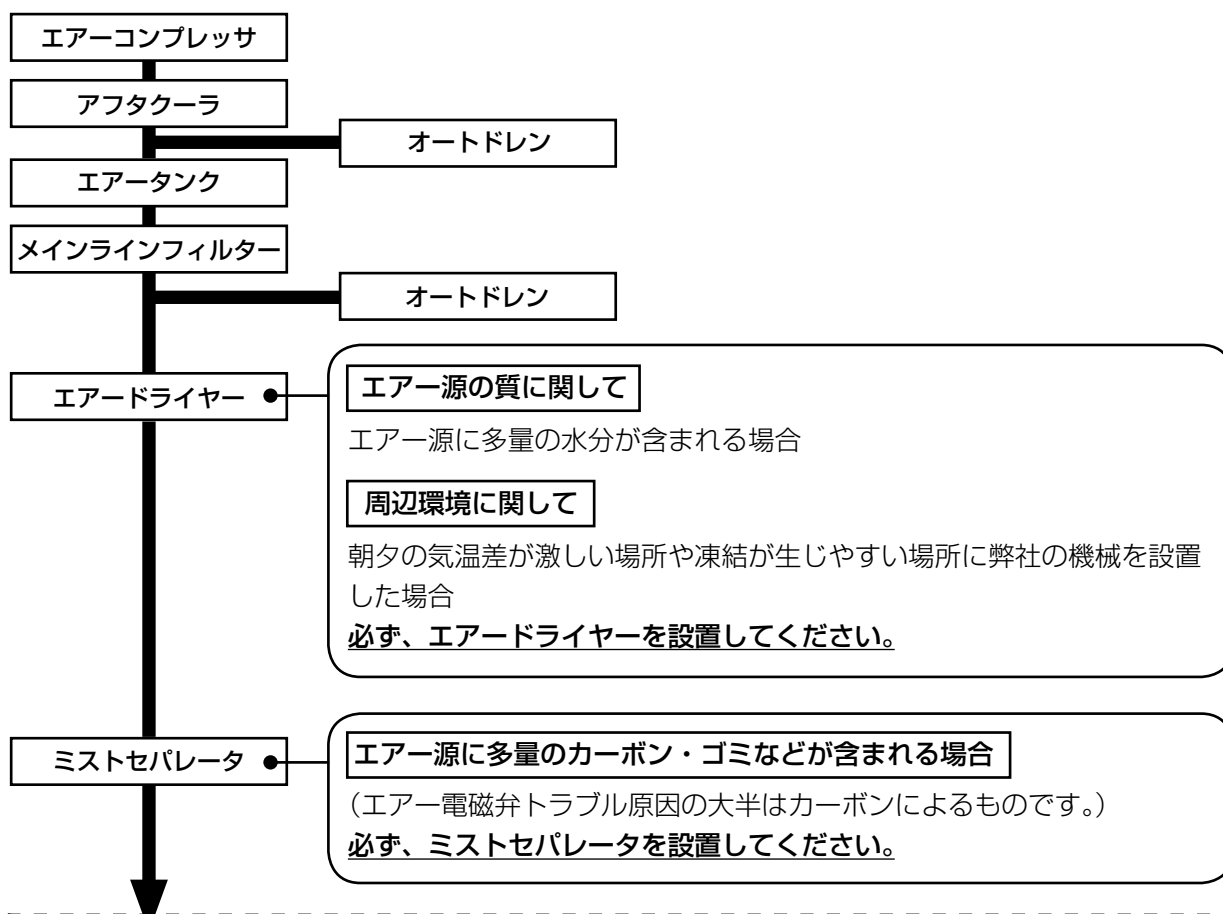 エアーコンプレッサ
アフタクーラ
オートドレン
エアータンク
メインラインフィルター
オートドレン
エアードライヤー
エアー源の質に関して
エアー源に多量の水分が含まれる場合
周辺環境に関して
朝夕の気温差が激しい場所や凍結が生じやすい場所に弊社の機械を設置
した場合
必ず、エアードライヤーを設置してください。
ミストセパレータ
エアー源に多量のカーボン・ゴミなどが含まれる場合
（エアー電磁弁トラブル原因の大半はカーボンによるものです。）
必ず、ミストセパレータを設置してください。